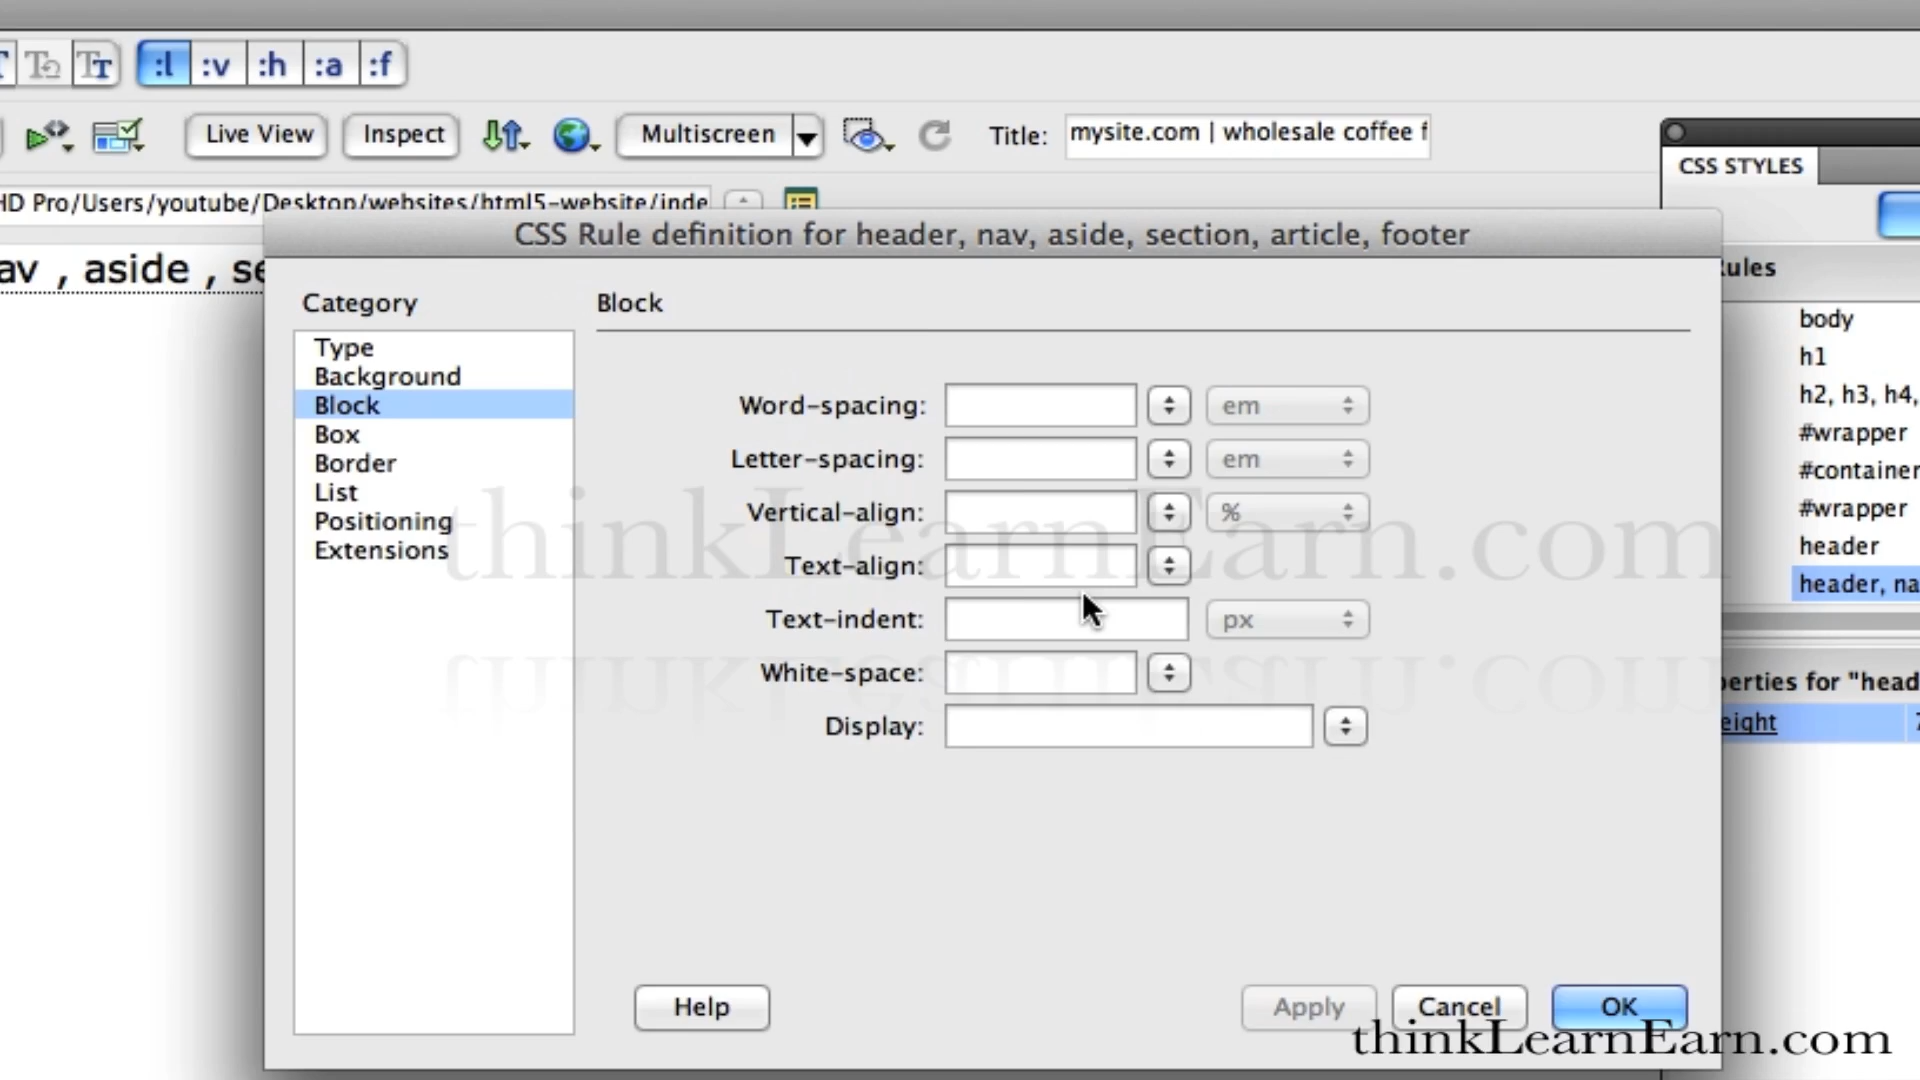 :l :v :h :a :f
Live View Inspect Multiscreen Title: mysite.com | wholesale coffee f
CSS STYLES
HD Pro/Users/youtube/Desktop/websites/html5-website/inde
CSS Rule definition for header, nav, aside, section, article, footer
av , aside , se
Rules
Category
Block
Type
Background
Block
Box
Border
List
Positioning
Extensions
Word-spacing: em
Letter-spacing: em
Vertical-align: %
Text-align:
Text-indent: px
White-space:
Display:
thinkLearnEarn.com
body
h1
h2, h3, h4,
#wrapper
#container
#wrapper
header
header, na
perties for "head
eight
Help Apply Cancel OK
thinkLearnEarn.com